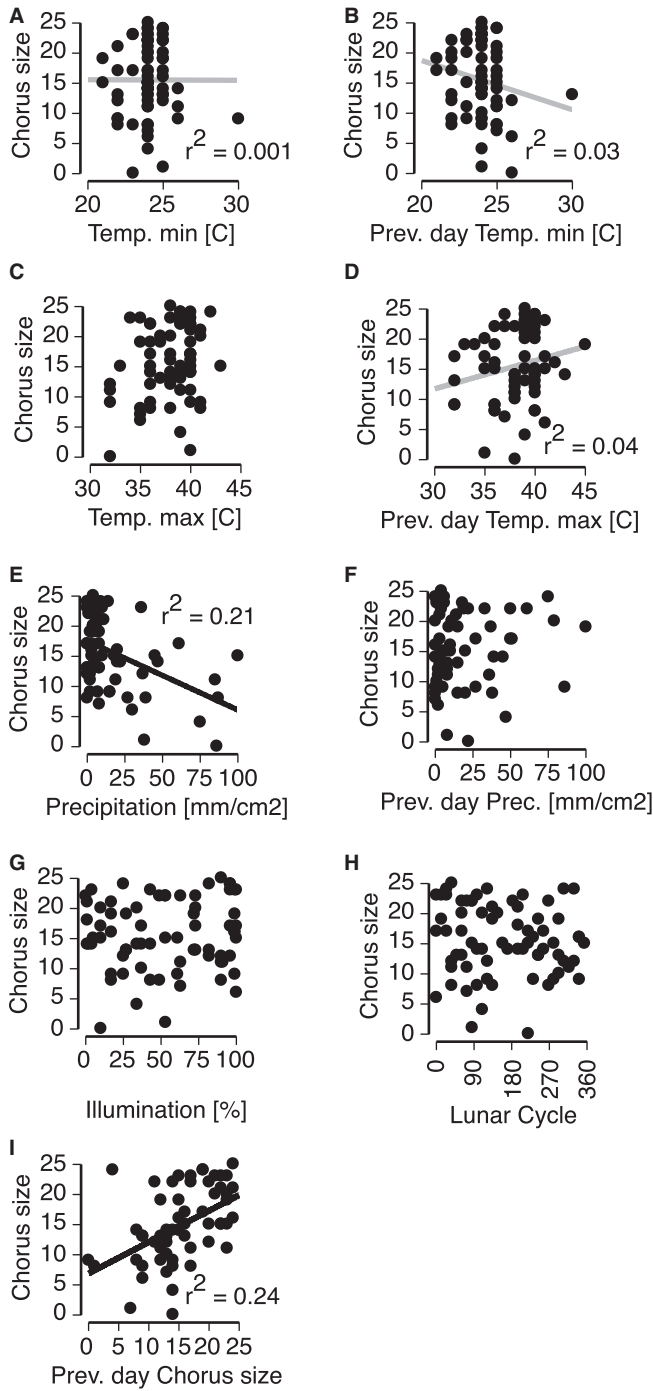 A
Chorus size
25
20
15
10
5
0
r2 = 0.001
20 25 30
Temp. min [C]
B
Chorus size
25
20
15
10
5
0
r2 = 0.03
20 25 30
Prev. day Temp. min [C]
C
Chorus size
25
20
15
10
5
0
30 35 40 45
Temp. max [C]
D
Chorus size
25
20
15
10
5
0
r2 = 0.04
30 35 40 45
Prev. day Temp. max [C]
E
Chorus size
25
20
15
10
5
0
r2 = 0.21
0 25 50 75 100
Precipitation [mm/cm2]
F
Chorus size
25
20
15
10
5
0
0 25 50 75 100
Prev. day Prec. [mm/cm2]
G
Chorus size
25
20
15
10
5
0
0 25 50 75 100
Illumination [%]
H
Chorus size
25
20
15
10
5
0
0 90 180 270 360
Lunar Cycle
I
Chorus size
25
20
15
10
5
0
r2 = 0.24
0 5 10 15 20 25
Prev. day Chorus size